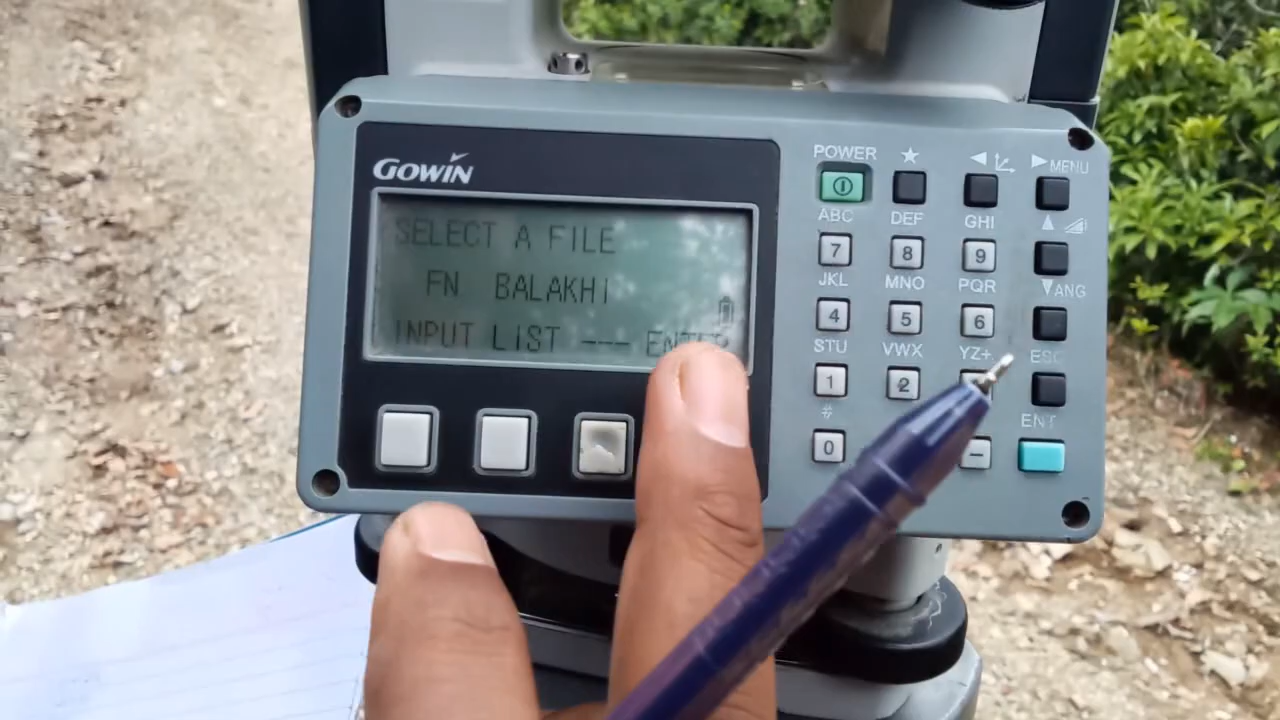 GOWIN
SELECT A FILE
FN BALAKHI
INPUT LIST --- ENTER
POWER ★ ◀ ▶ MENU
ABC DEF GHI ▲
7 8 9
JKL MNO PQR ▼ ANG
4 5 6
STU VWX YZ+ ESC
1 2
# ENT
0 −